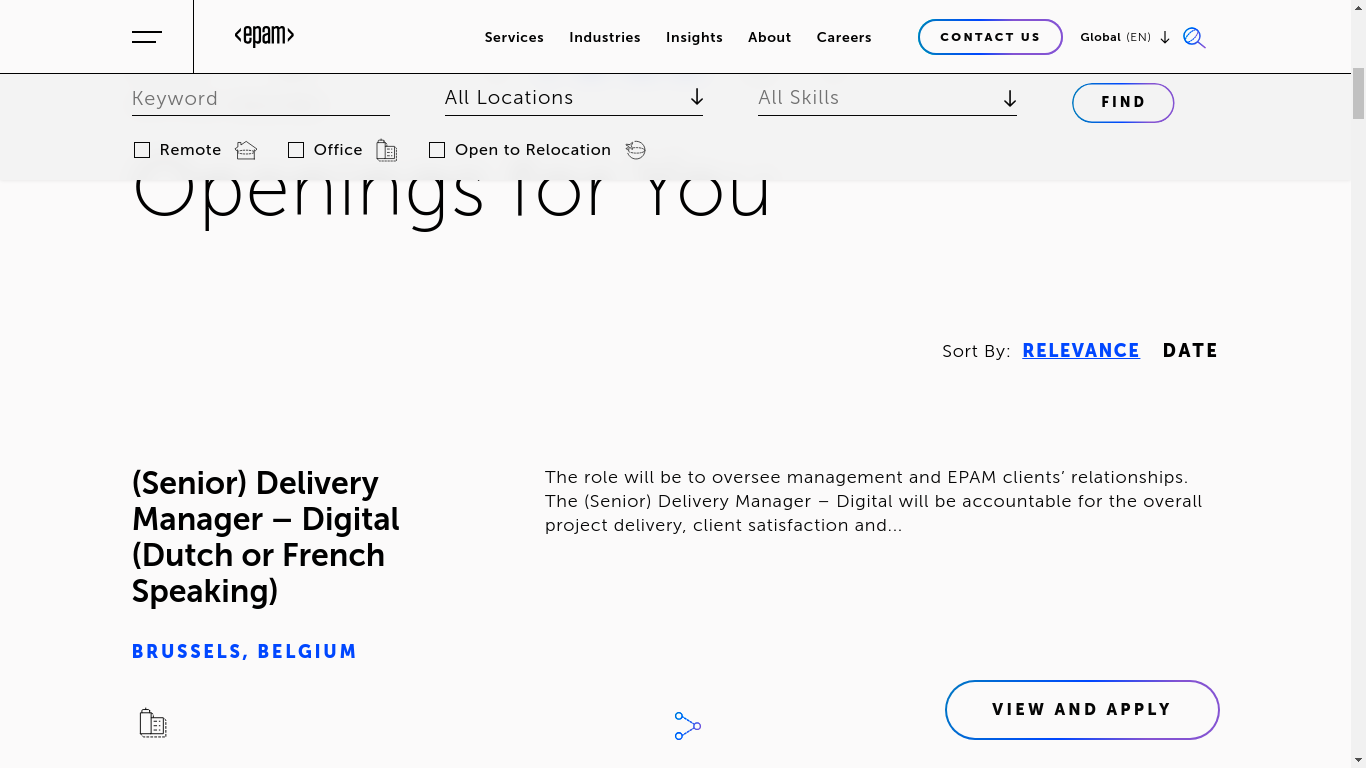 <epam>
Services Industries Insights About Careers CONTACT US Global (EN)
Keyword All Locations All Skills FIND
Remote Office Open to Relocation
Openings for You
Sort By: RELEVANCE DATE
(Senior) Delivery
Manager – Digital
(Dutch or French
Speaking)
BRUSSELS, BELGIUM
The role will be to oversee management and EPAM clients’ relationships.
The (Senior) Delivery Manager – Digital will be accountable for the overall
project delivery, client satisfaction and...
VIEW AND APPLY